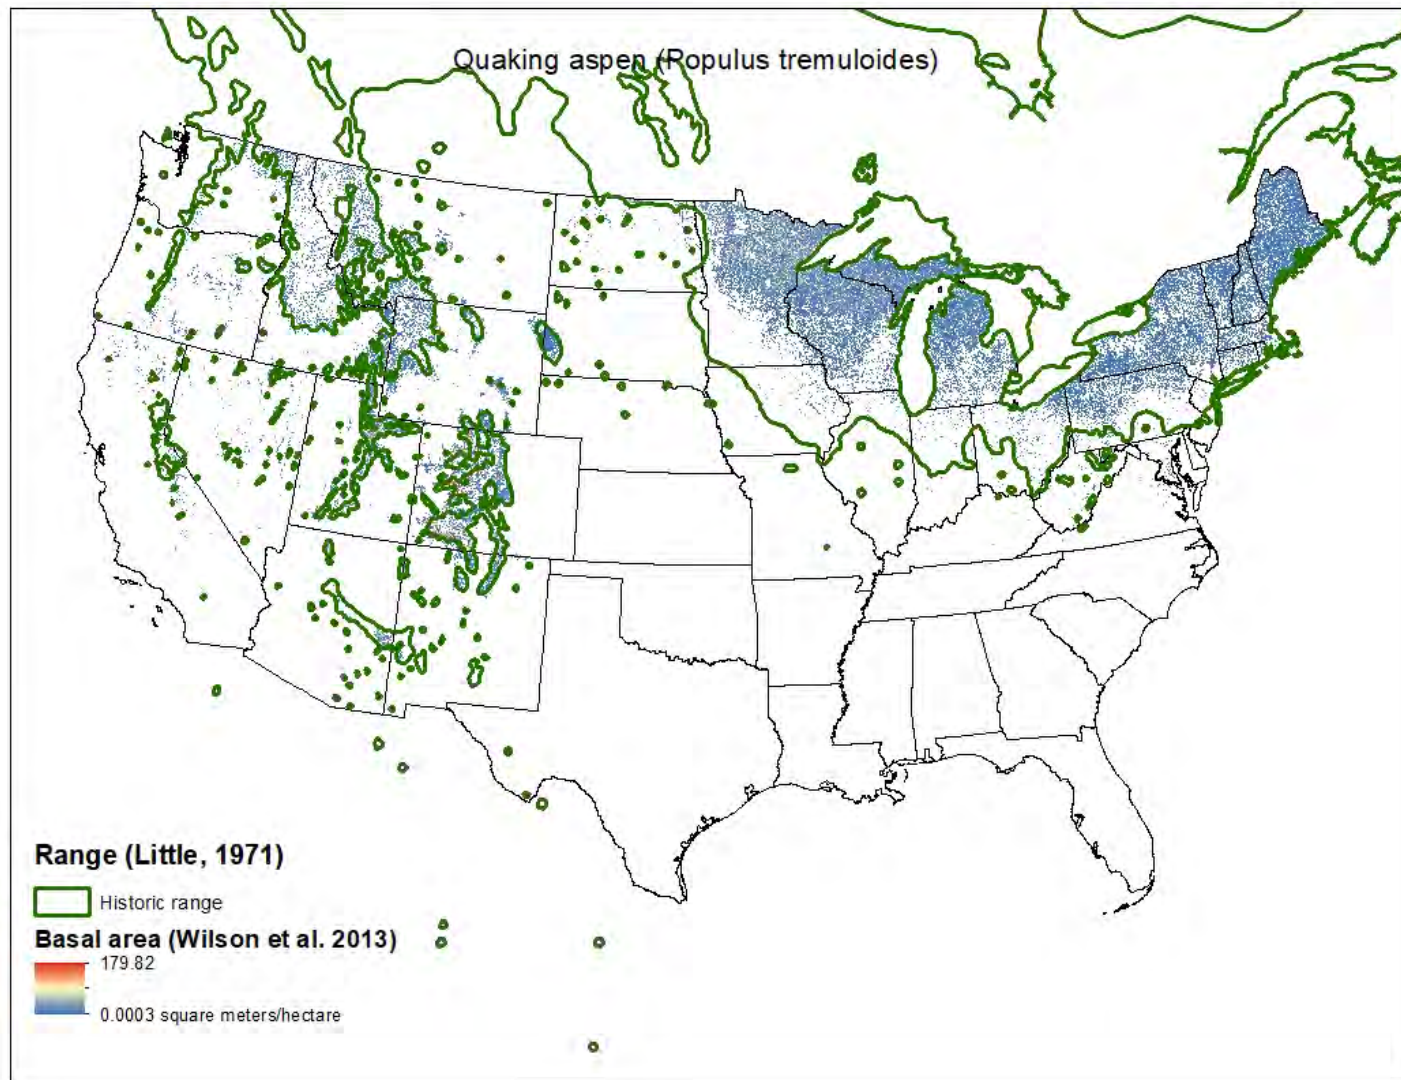 Quaking aspen (Populus tremuloides)
Range (Little, 1971)
Historic range
Basal area (Wilson et al. 2013)
179.82
0.0003 square meters/hectare